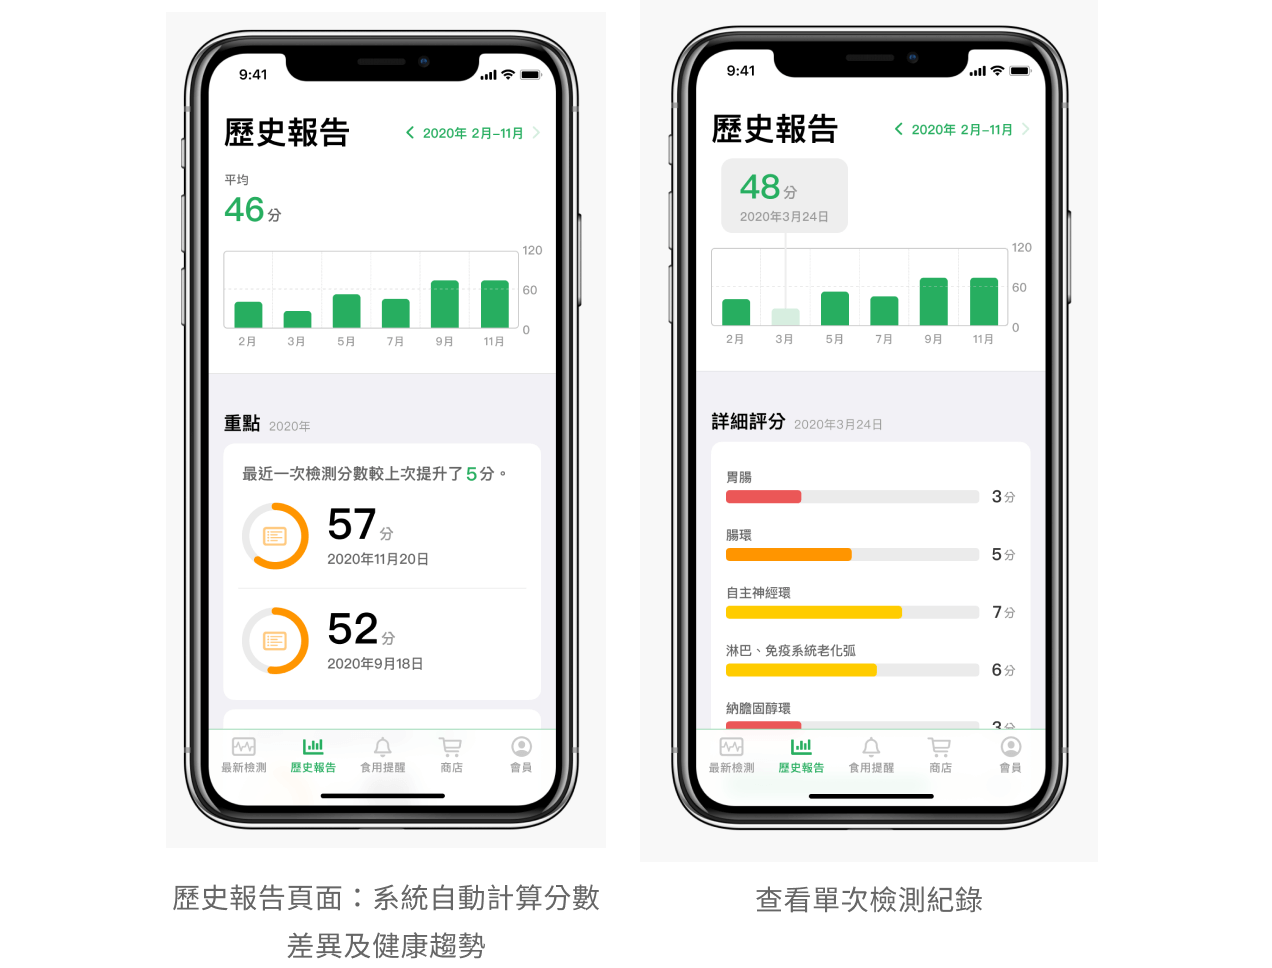 9:41
歷史報告
2020年 2月-11月
平均
46 分
120
60
0
2月 3月 5月 7月 9月 11月
重點 2020年
最近一次檢測分數較上次提升了 5 分。
57 分
2020年11月20日
52 分
2020年9月18日
最新檢測 歷史報告 食用提醒 商店 會員
歷史報告頁面：系統自動計算分數
差異及健康趨勢
9:41
歷史報告
2020年 2月-11月
48 分
2020年3月24日
120
60
0
2月 3月 5月 7月 9月 11月
詳細評分 2020年3月24日
胃腸
3 分
腸環
5 分
自主神經環
7 分
淋巴、免疫系統老化弧
6 分
納膽固醇環
3 分
最新檢測 歷史報告 食用提醒 商店 會員
查看單次檢測紀錄